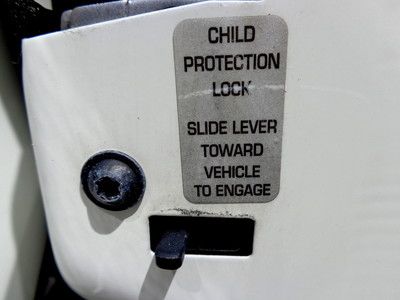 CHILD
PROTECTION
LOCK
SLIDE LEVER
TOWARD
VEHICLE
TO ENGAGE